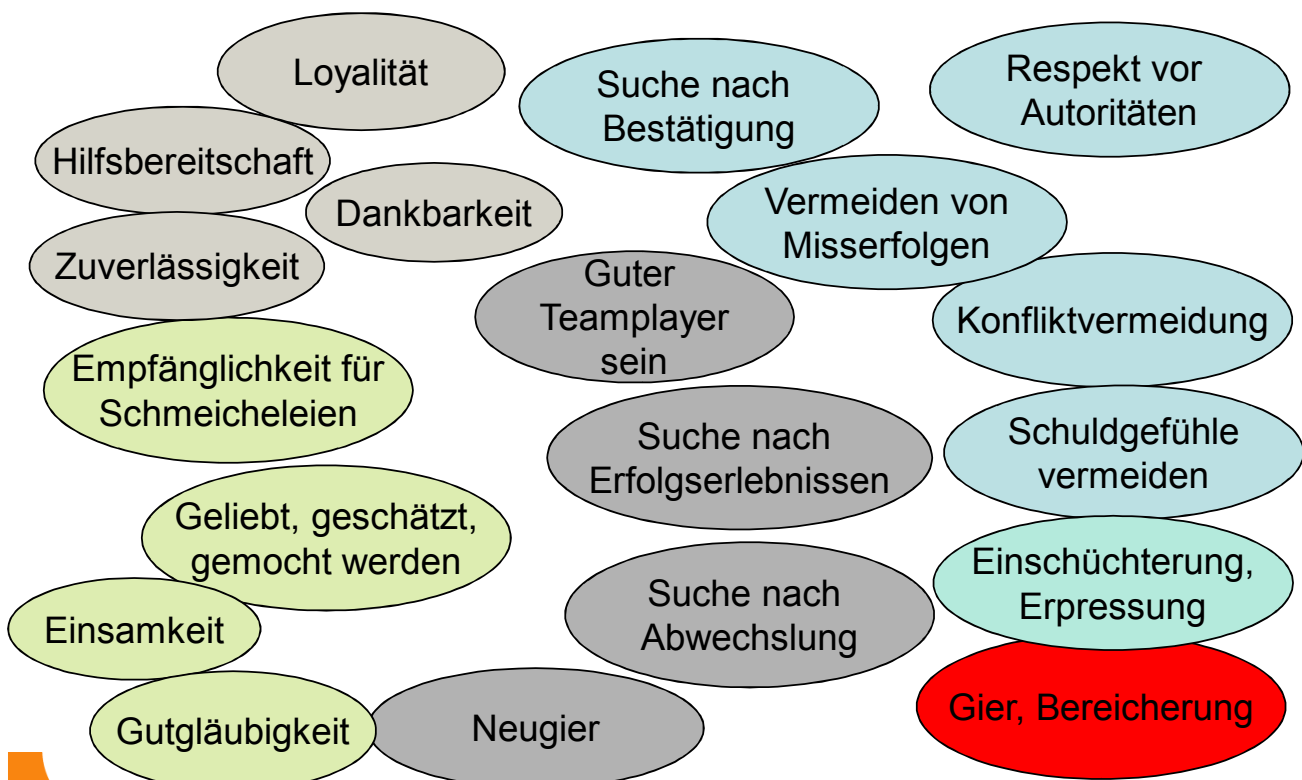 Loyalität
Hilfsbereitschaft
Dankbarkeit
Zuverlässigkeit
Empfänglichkeit für
Schmeicheleien
Geliebt, geschätzt,
gemocht werden
Einsamkeit
Gutgläubigkeit
Suche nach
Bestätigung
Guter
Teamplayer
sein
Suche nach
Erfolgserlebnissen
Suche nach
Abwechslung
Neugier
Respekt vor
Autoritäten
Vermeiden von
Misserfolgen
Konfliktvermeidung
Schuldgefühle
vermeiden
Einschüchterung,
Erpressung
Gier, Bereicherung